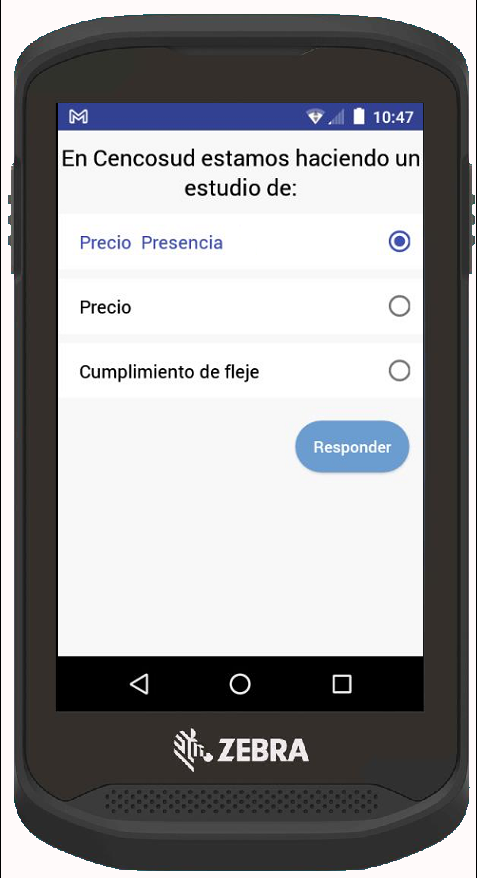 10:47
En Cencosud estamos haciendo un
estudio de:
Precio  Presencia
Precio
Cumplimiento de fleje
Responder
ZEBRA